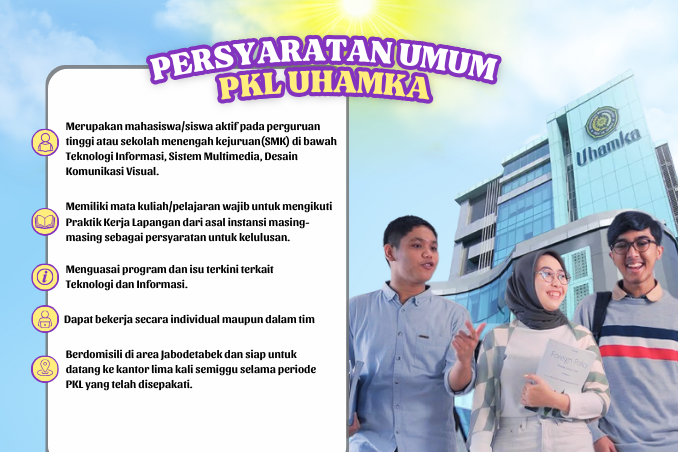 PERSYARATAN UMUM
PKL UHAMKA
Merupakan mahasiswa/siswa aktif pada perguruan
tinggi atau sekolah menengah kejuruan(SMK) di bawah
Teknologi Informasi, Sistem Multimedia, Desain
Komunikasi Visual.
Memiliki mata kuliah/pelajaran wajib untuk mengikuti
Praktik Kerja Lapangan dari asal instansi masing-
masing sebagai persyaratan untuk kelulusan.
Menguasai program dan isu terkini terkait
Teknologi dan Informasi.
Dapat bekerja secara individual maupun dalam tim
Berdomisili di area Jabodetabek dan siap untuk
datang ke kantor lima kali semiggu selama periode
PKL yang telah disepakati.
Uhamka